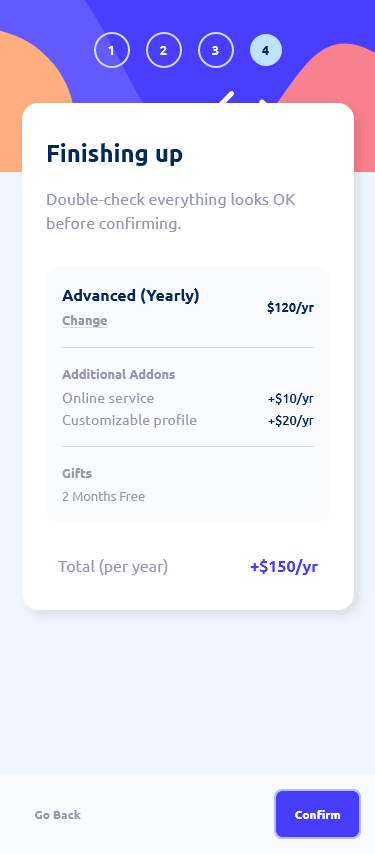 1 2 3 4
Finishing up
Double-check everything looks OK
before confirming.
Advanced (Yearly) $120/yr
Change
Additional Addons
Online service +$10/yr
Customizable profile +$20/yr
Gifts
2 Months Free
Total (per year) +$150/yr
Go Back Confirm